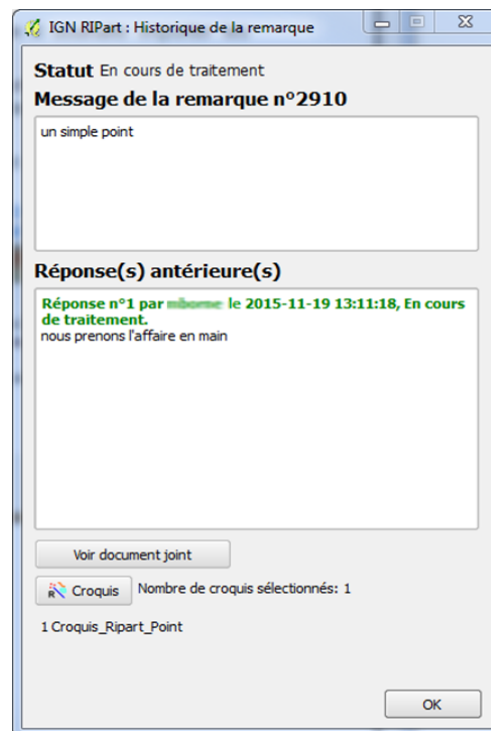 IGN RIPart : Historique de la remarque
Statut En cours de traitement
Message de la remarque n°2910
un simple point
Réponse(s) antérieure(s)
Réponse n°1 par le 2015-11-19 13:11:18, En cours
de traitement.
nous prenons l'affaire en main
Voir document joint
Croquis Nombre de croquis sélectionnés: 1
1 Croquis_Ripart_Point
OK